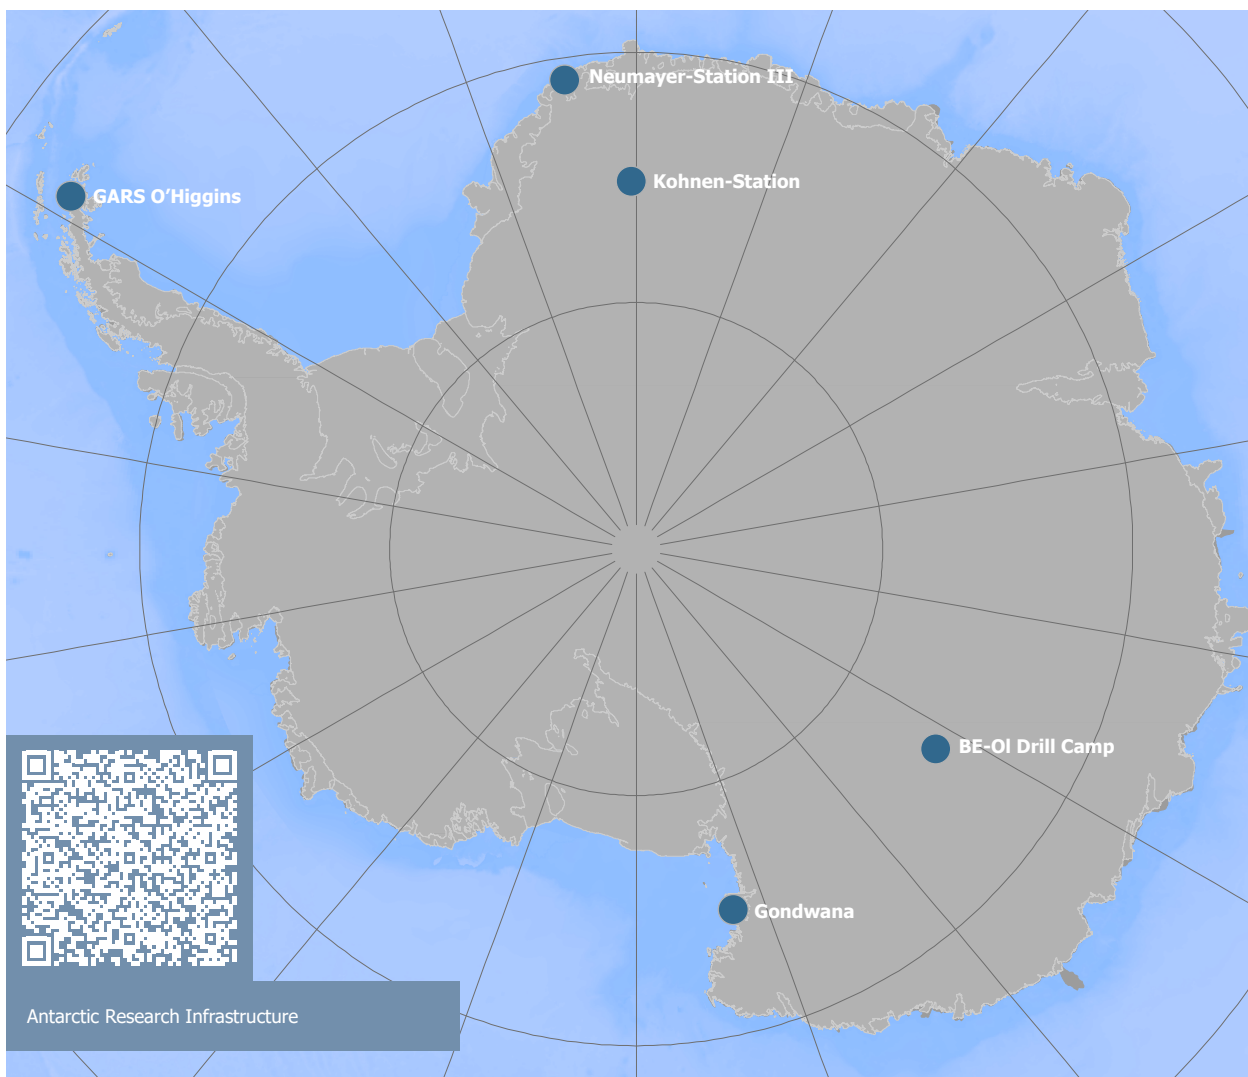 Neumayer-Station III
Kohnen-Station
GARS O’Higgins
BE-OI Drill Camp
Gondwana
Antarctic Research Infrastructure